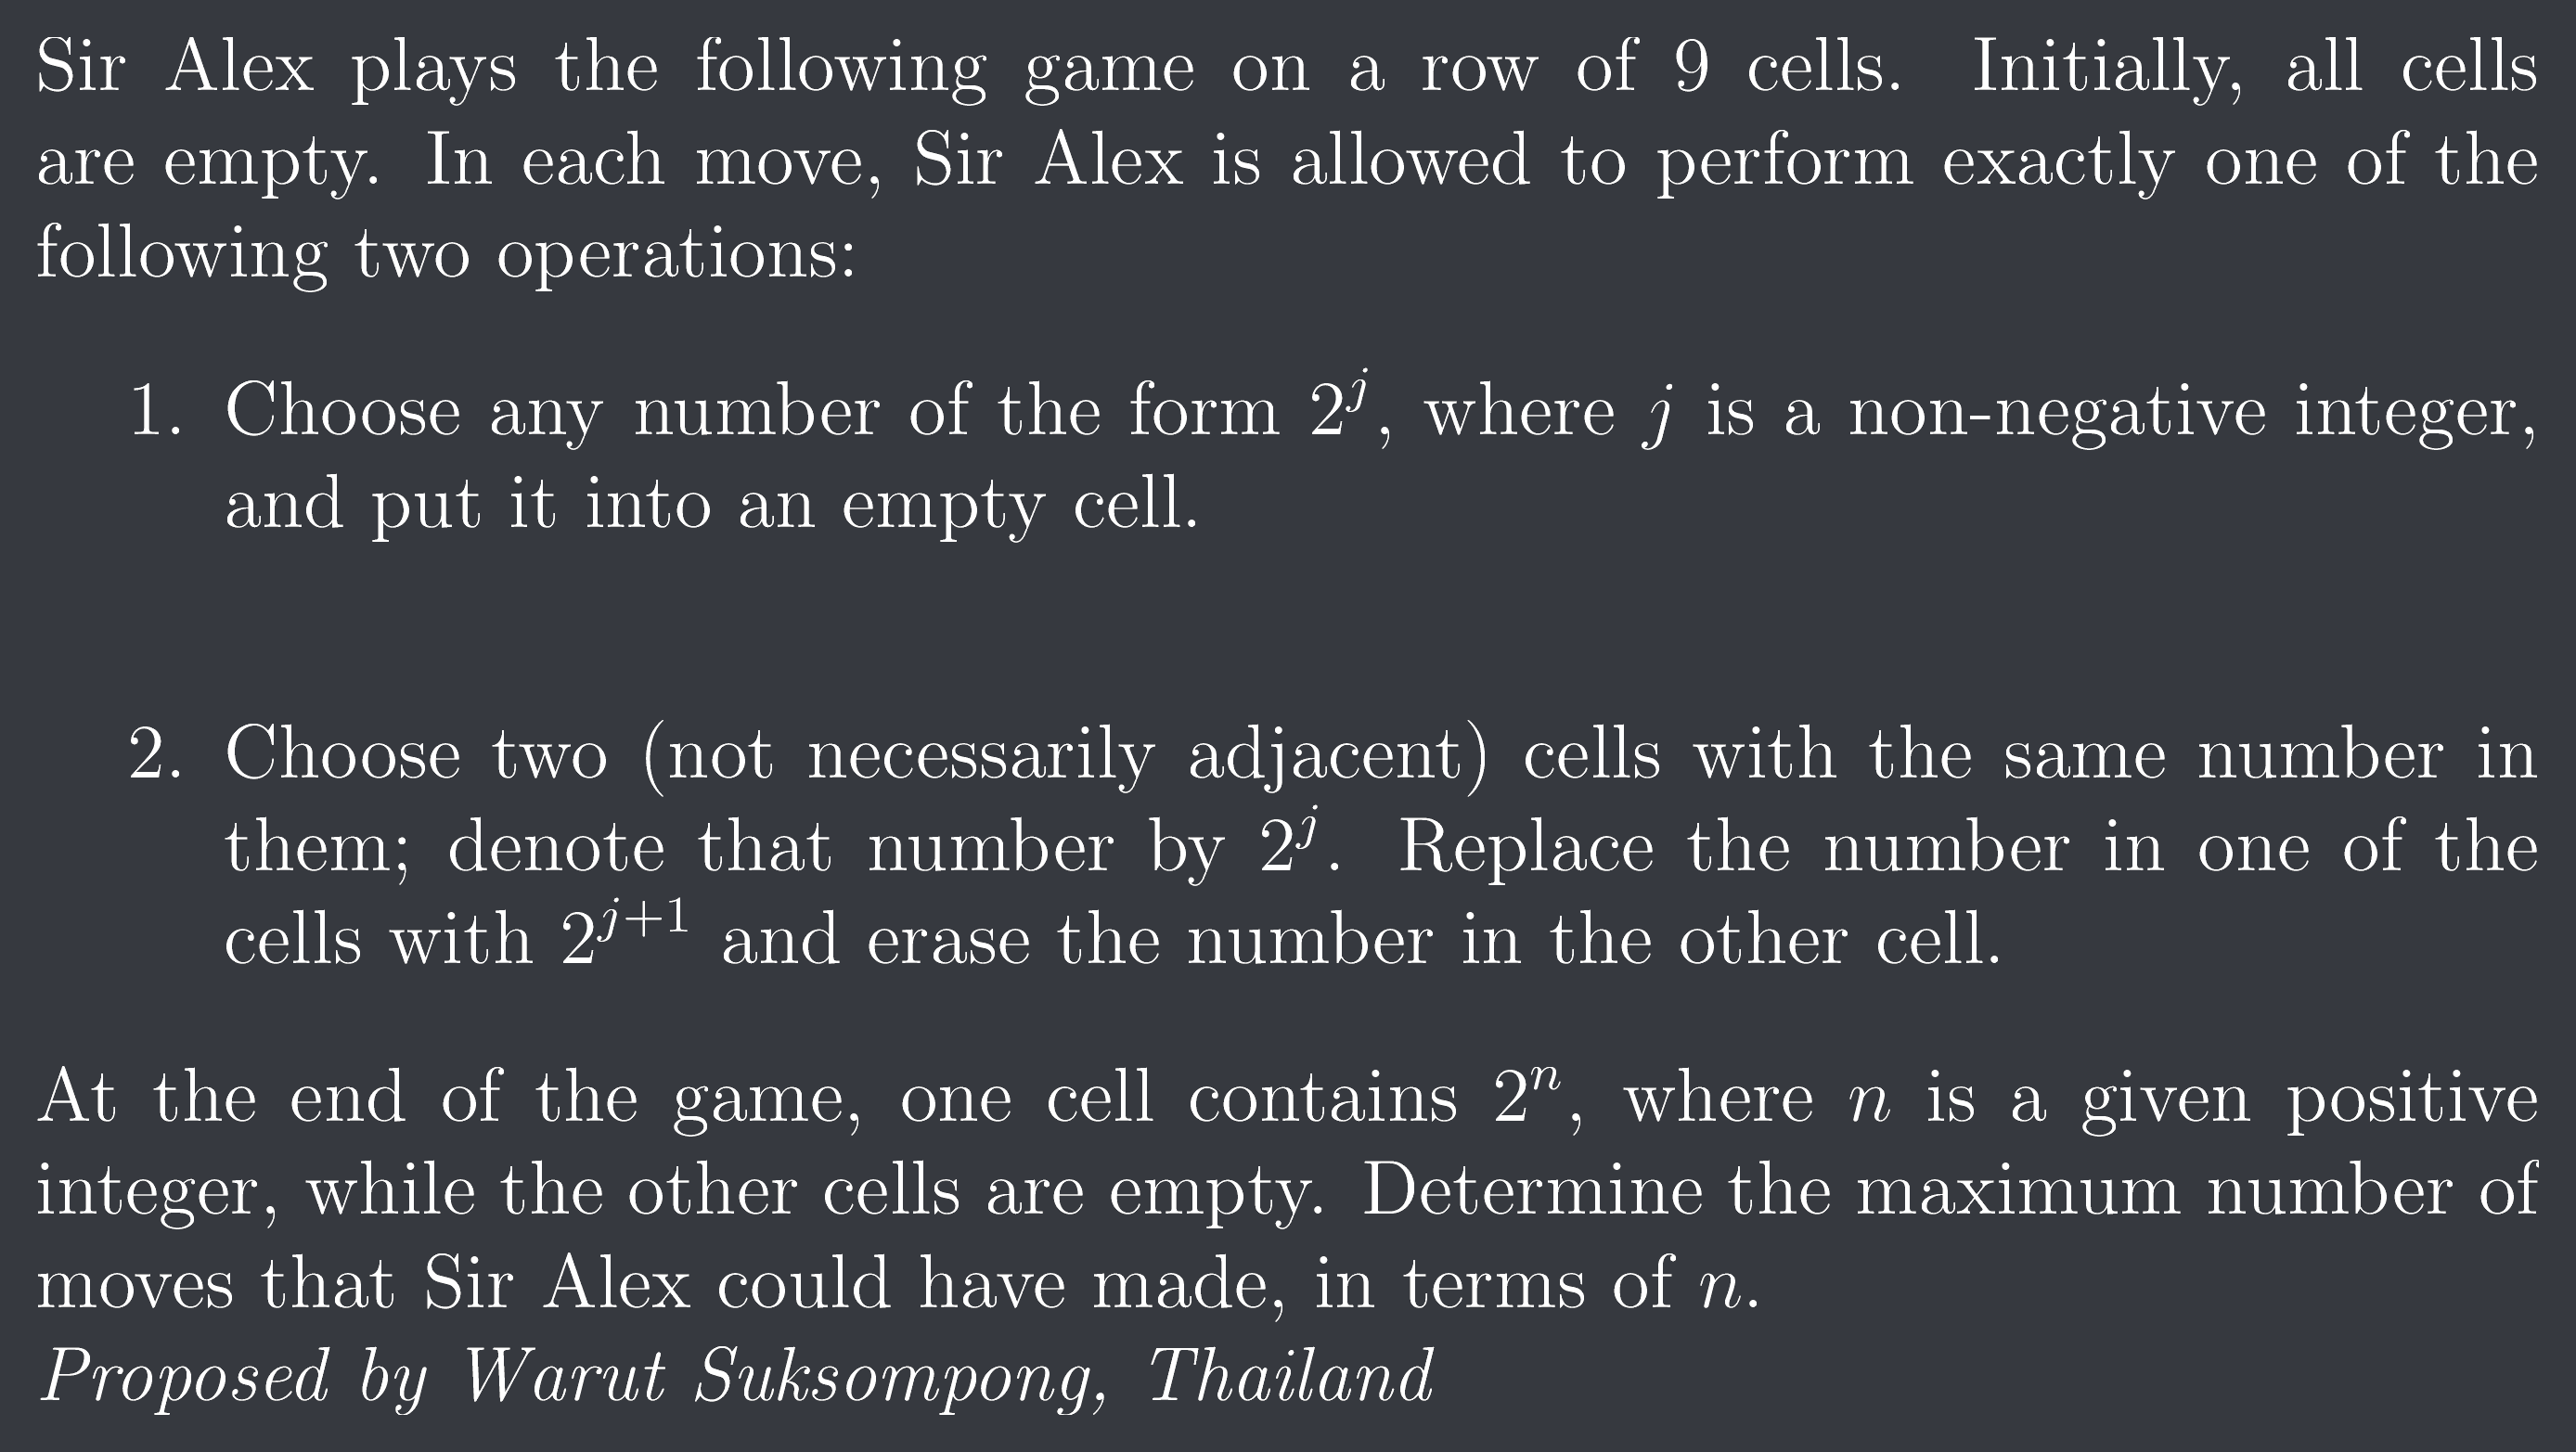 Sir Alex plays the following game on a row of 9 cells. Initially, all cells
are empty. In each move, Sir Alex is allowed to perform exactly one of the
following two operations:
1. Choose any number of the form $2^j$, where $j$ is a non-negative integer,
and put it into an empty cell.
2. Choose two (not necessarily adjacent) cells with the same number in
them; denote that number by $2^j$. Replace the number in one of the
cells with $2^{j+1}$ and erase the number in the other cell.
At the end of the game, one cell contains $2^n$, where $n$ is a given positive
integer, while the other cells are empty. Determine the maximum number of
moves that Sir Alex could have made, in terms of $n$.
Proposed by Warut Suksompong, Thailand